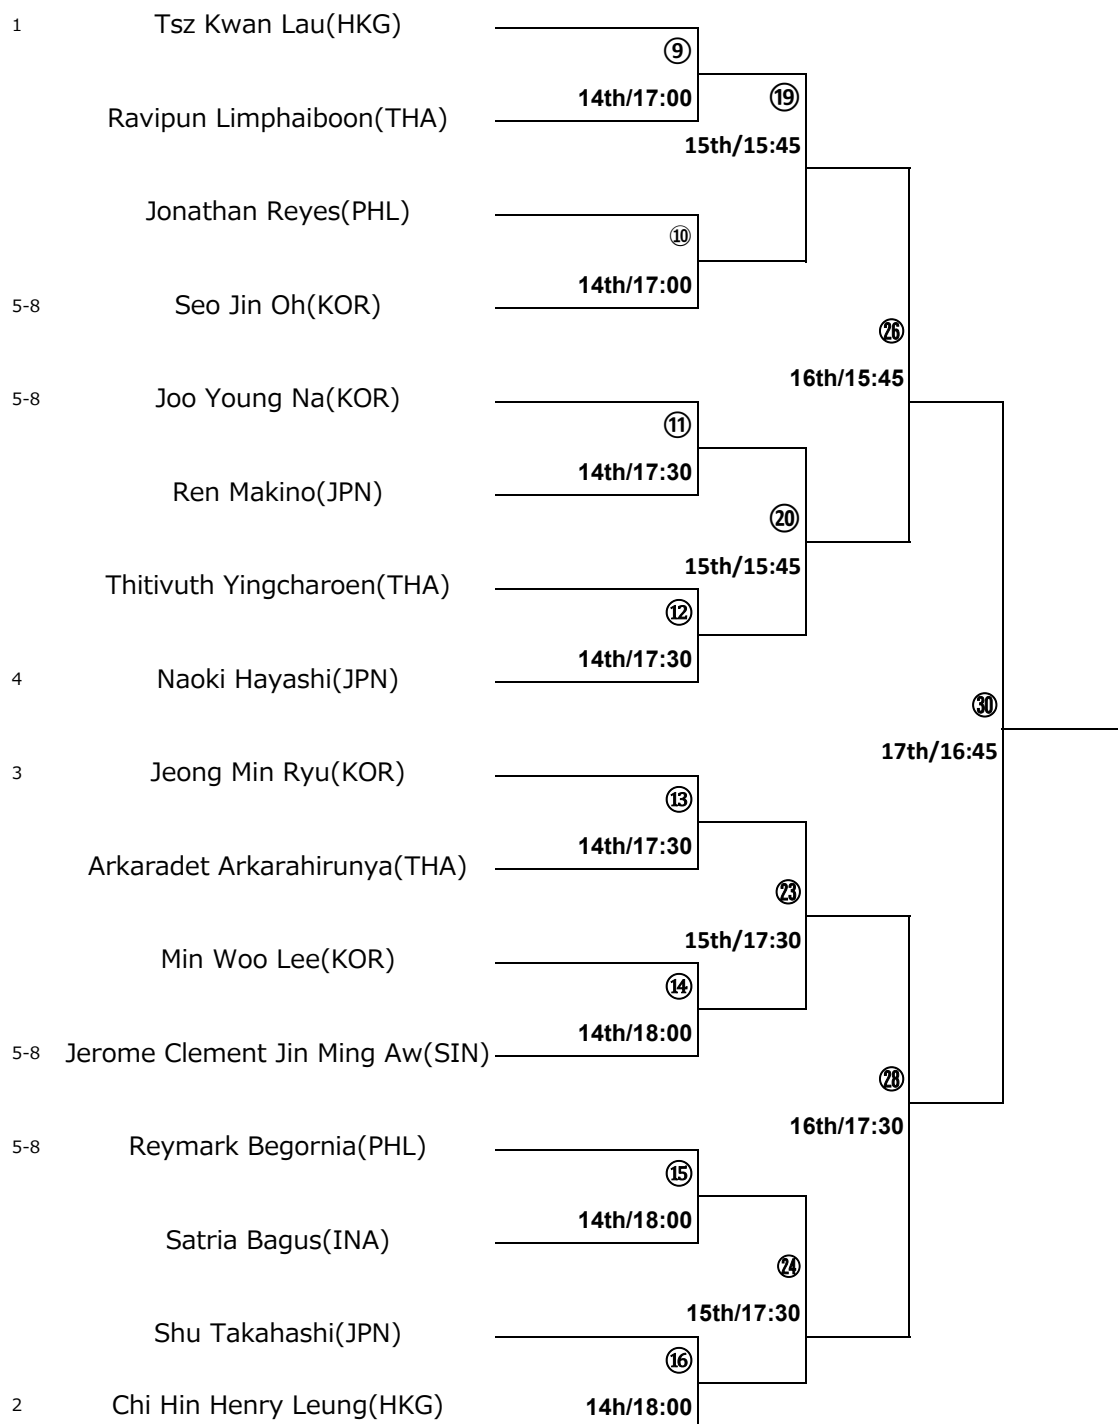 1 Tsz Kwan Lau(HKG)
⑨
14th/17:00
⑲
Ravipun Limphaiboon(THA)
15th/15:45
Jonathan Reyes(PHL)
⑩
14th/17:00
5-8 Seo Jin Oh(KOR)
㉖
16th/15:45
5-8 Joo Young Na(KOR)
⑪
14th/17:30
Ren Makino(JPN)
⑳
15th/15:45
Thitivuth Yingcharoen(THA)
⑫
14th/17:30
4 Naoki Hayashi(JPN)
㉚
17th/16:45
3 Jeong Min Ryu(KOR)
⑬
14th/17:30
Arkaradet Arkarahirunya(THA)
㉓
15th/17:30
Min Woo Lee(KOR)
⑭
14th/18:00
5-8 Jerome Clement Jin Ming Aw(SIN)
㉘
16th/17:30
5-8 Reymark Begornia(PHL)
⑮
14th/18:00
Satria Bagus(INA)
㉔
15th/17:30
Shu Takahashi(JPN)
⑯
2 Chi Hin Henry Leung(HKG)
14h/18:00